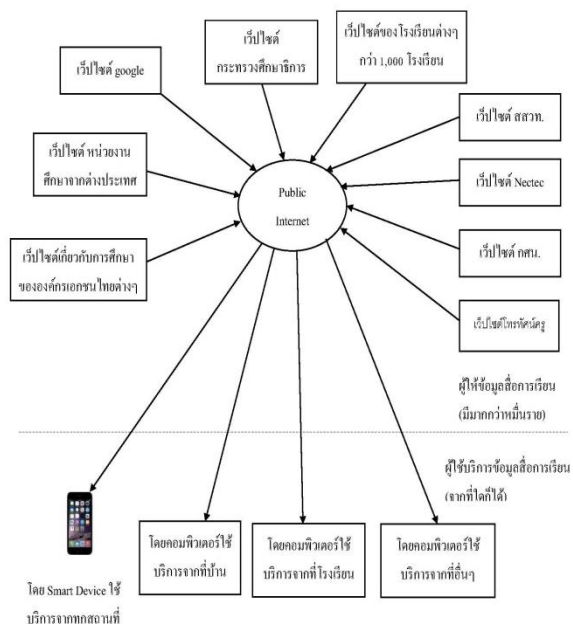 เว็ปไซต์ของโรงเรียนต่างๆ
กว่า 1,000 โรงเรียน
เว็ปไซต์
กระทรวงศึกษาธิการ
เว็ปไซต์ google
เว็ปไซต์ สสวท.
เว็ปไซต์ หน่วยงาน
ศึกษาจากต่างประเทศ
Public
Internet
เว็ปไซต์ Nectec
เว็ปไซต์เกี่ยวกับการศึกษา
ขององค์กรเอกชนไทยต่างๆ
เว็ปไซต์ กศน.
เว็ปไซต์โทรทัศน์ครู
ผู้ให้ข้อมูลสื่อการเรียน
(มีมากกว่าหมื่นราย)
ผู้ใช้บริการข้อมูลสื่อการเรียน
(จากที่ใดก็ได้)
โดย Smart Device ใช้
บริการจากทุกสถานที่
โดยคอมพิวเตอร์ใช้
บริการจากที่บ้าน
โดยคอมพิวเตอร์ใช้
บริการจากที่โรงเรียน
โดยคอมพิวเตอร์ใช้
บริการจากที่อื่นๆ